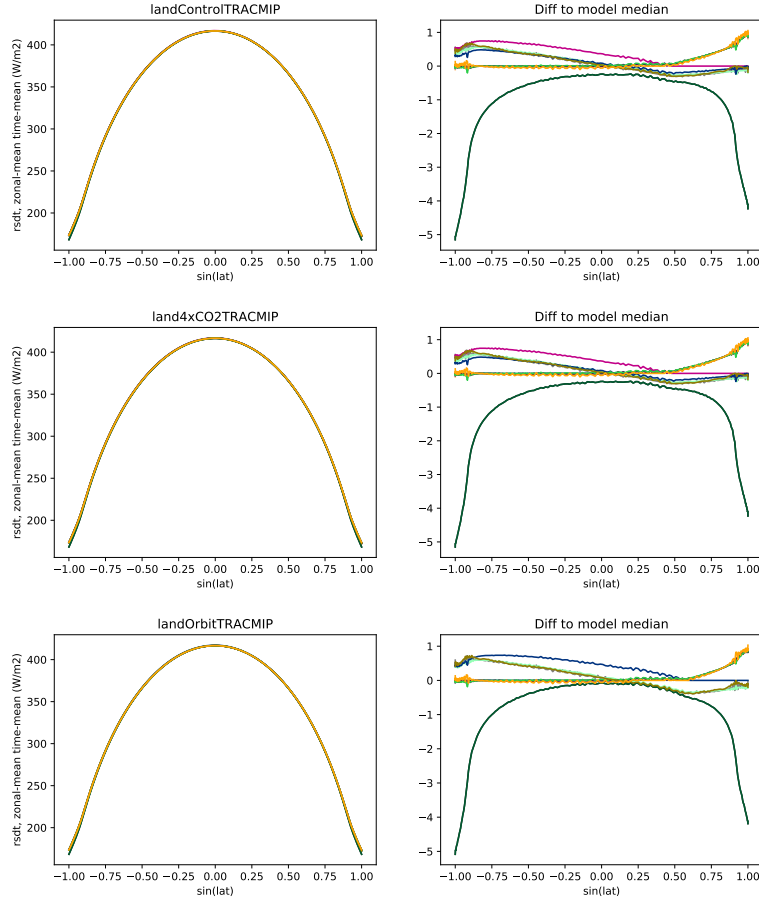 landControlTRACMIP
Diff to model median
rsdt, zonal-mean time-mean (W/m2)
400
350
300
250
200
1
0
−1
−2
−3
−4
−5
−1.00 −0.75 −0.50 −0.25 0.00 0.25 0.50 0.75 1.00
−1.00 −0.75 −0.50 −0.25 0.00 0.25 0.50 0.75 1.00
sin(lat)
sin(lat)
land4xCO2TRACMIP
Diff to model median
rsdt, zonal-mean time-mean (W/m2)
400
350
300
250
200
1
0
−1
−2
−3
−4
−5
−1.00 −0.75 −0.50 −0.25 0.00 0.25 0.50 0.75 1.00
−1.00 −0.75 −0.50 −0.25 0.00 0.25 0.50 0.75 1.00
sin(lat)
sin(lat)
landOrbitTRACMIP
Diff to model median
rsdt, zonal-mean time-mean (W/m2)
400
350
300
250
200
1
0
−1
−2
−3
−4
−5
−1.00 −0.75 −0.50 −0.25 0.00 0.25 0.50 0.75 1.00
−1.00 −0.75 −0.50 −0.25 0.00 0.25 0.50 0.75 1.00
sin(lat)
sin(lat)